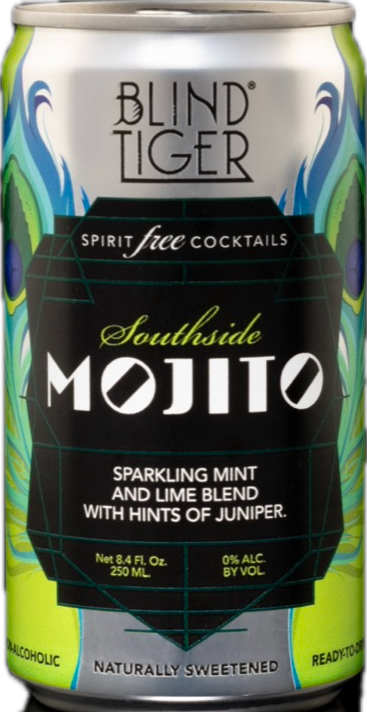 BLIND®
TIGER
SPIRIT free COCKTAILS
Southside
MOJITO
SPARKLING MINT
AND LIME BLEND
WITH HINTS OF JUNIPER.
Net 8.4 Fl. Oz.
250 ML.
0% ALC.
BY VOL.
NATURALLY SWEETENED